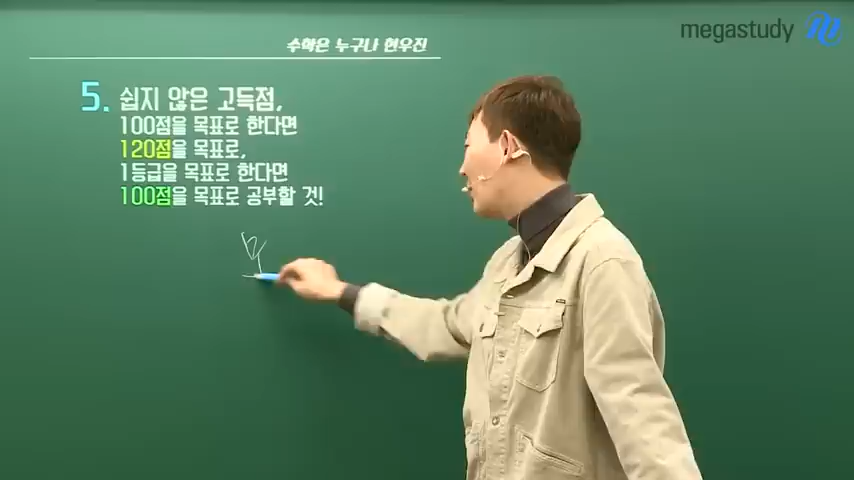 megastudy
수학은 누구나 현우진
5. 쉽지 않은 고득점,
100점을 목표로 한다면
120점을 목표로,
1등급을 목표로 한다면
100점을 목표로 공부할 것!